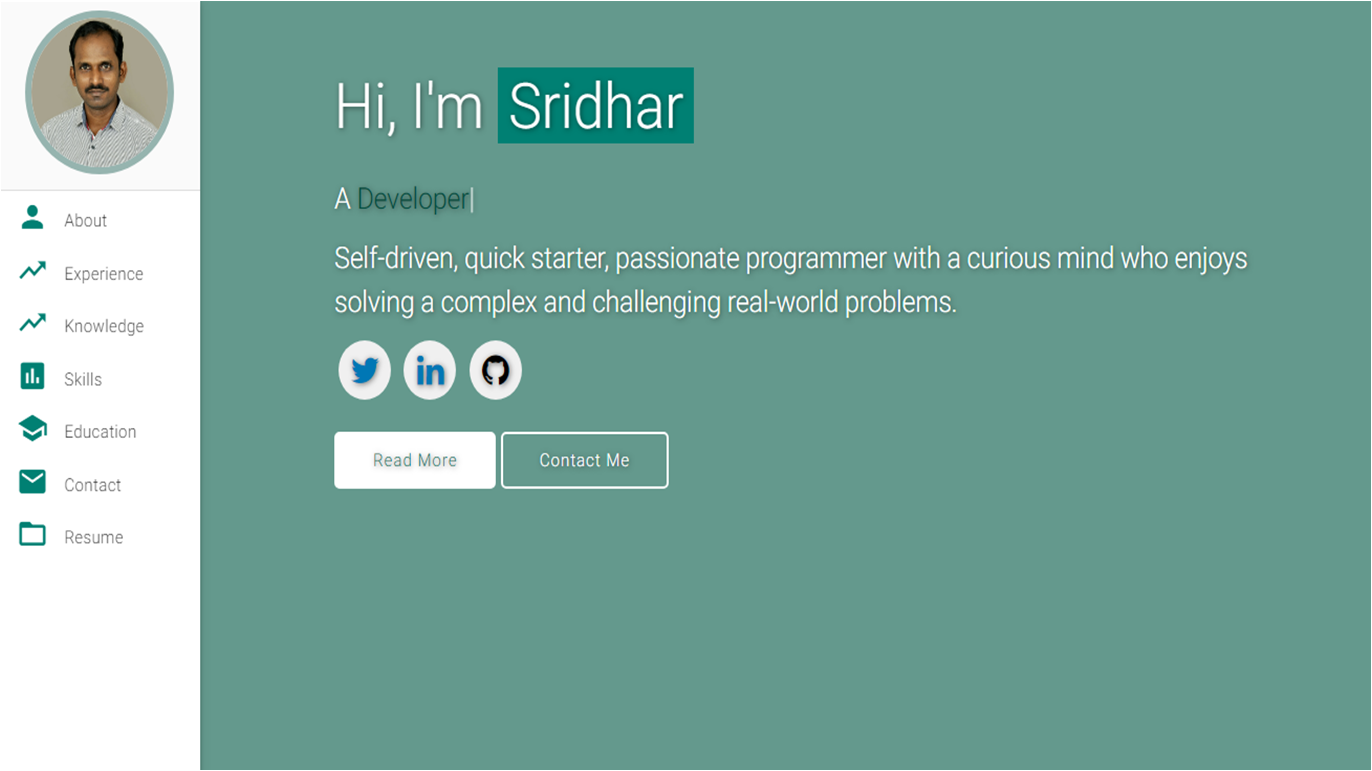 About
Experience
Knowledge
Skills
Education
Contact
Resume
Hi, I'm Sridhar
A Developer|
Self-driven, quick starter, passionate programmer with a curious mind who enjoys
solving a complex and challenging real-world problems.
in
Read More
Contact Me